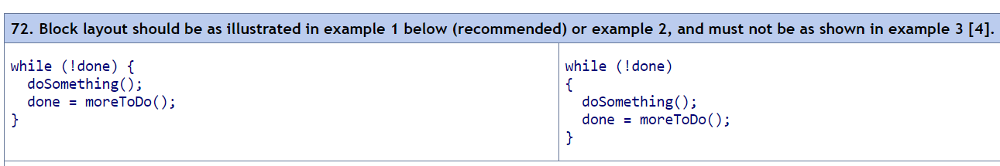 72. Block layout should be as illustrated in example 1 below (recommended) or example 2, and must not be as shown in example 3 [4].
while (!done) {
  doSomething();
  done = moreToDo();
}
while (!done)
{
  doSomething();
  done = moreToDo();
}